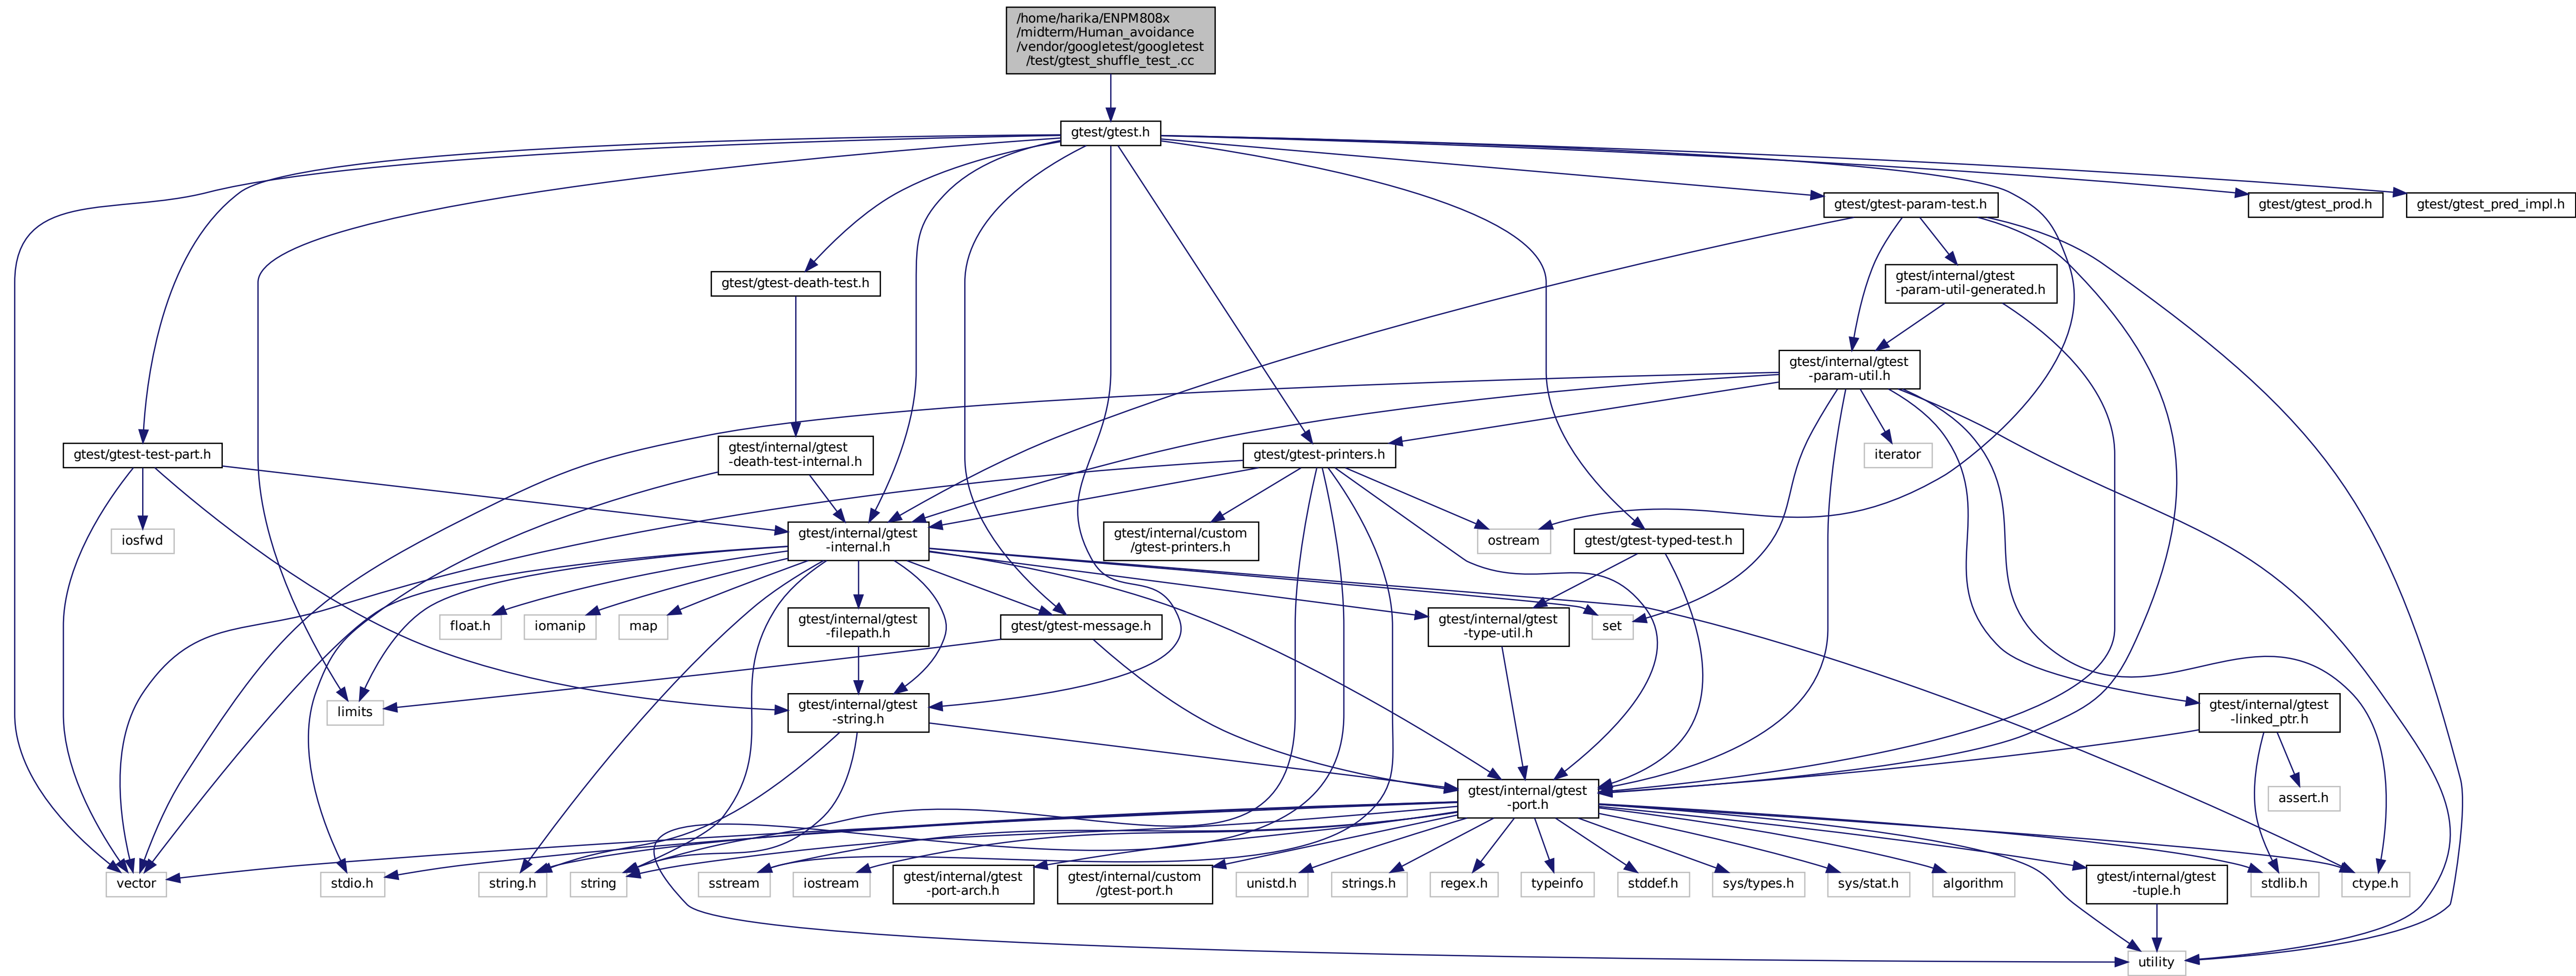 /home/harika/ENPM808x
/midterm/Human_avoidance
/vendor/googletest/googletest
/test/gtest_shuffle_test_.cc
gtest/gtest.h
gtest/gtest-param-test.h
gtest/gtest_prod.h
gtest/gtest_pred_impl.h
gtest/gtest-death-test.h
gtest/internal/gtest
-param-util-generated.h
gtest/internal/gtest
-param-util.h
gtest/gtest-test-part.h
gtest/internal/gtest
-death-test-internal.h
gtest/gtest-printers.h
iterator
iosfwd
gtest/internal/gtest
-internal.h
gtest/internal/custom
/gtest-printers.h
ostream
gtest/gtest-typed-test.h
float.h
iomanip
map
gtest/internal/gtest
-filepath.h
gtest/gtest-message.h
gtest/internal/gtest
-type-util.h
set
limits
gtest/internal/gtest
-string.h
gtest/internal/gtest
-linked_ptr.h
gtest/internal/gtest
-port.h
assert.h
vector
stdio.h
string.h
string
sstream
iostream
gtest/internal/gtest
-port-arch.h
gtest/internal/custom
/gtest-port.h
unistd.h
strings.h
regex.h
typeinfo
stddef.h
sys/types.h
sys/stat.h
algorithm
gtest/internal/gtest
-tuple.h
stdlib.h
ctype.h
utility